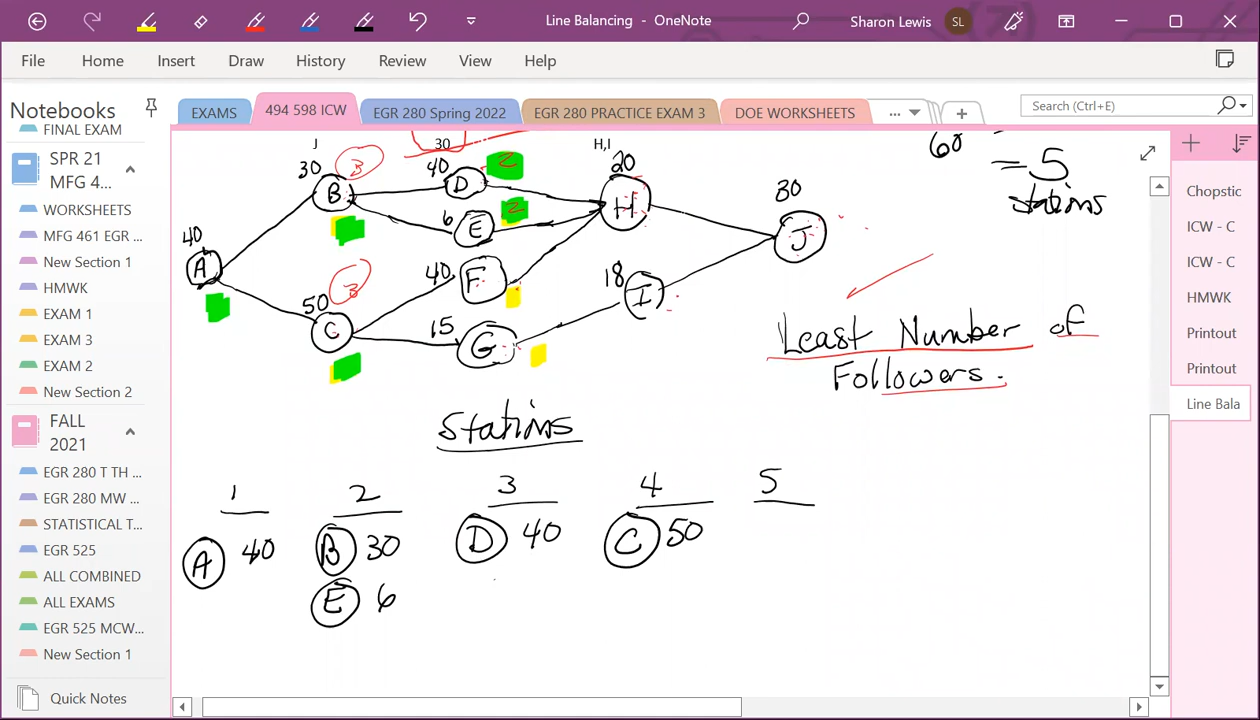 Line Balancing - OneNote
Sharon Lewis
SL
File Home Insert Draw History Review View Help
Notebooks
EXAMS
494 598 ICW
EGR 280 Spring 2022
EGR 280 PRACTICE EXAM 3
DOE WORKSHEETS
...
Search (Ctrl+E)
FINAL EXAM
SPR 21
MFG 4...
WORKSHEETS
MFG 461 EGR ...
New Section 1
HMWK
EXAM 1
EXAM 3
EXAM 2
New Section 2
FALL
2021
EGR 280 T TH ...
EGR 280 MW ...
STATISTICAL T...
EGR 525
ALL COMBINED
ALL EXAMS
EGR 525 MCW...
New Section 1
Quick Notes
J 30 H,I
60
= 5
stations
30 B 3
40 D 2
20 H
30 J
6 E 2
40 A
40 F
18 I
50 C 3
15 G
Least Number of
Followers.
Stations
1 2 3 4 5
A 40 B 30 D 40 C 50
E 6
Chopstic
ICW - C
ICW - C
HMWK
Printout
Printout
Line Bala